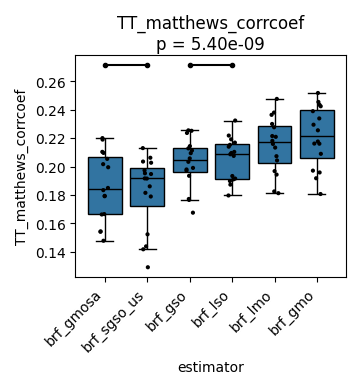 TT_matthews_corrcoef
p = 5.40e-09
TT_matthews_corrcoef
0.26
0.24
0.22
0.20
0.18
0.16
0.14
brf_gmosa
brf_sgso_us
brf_gso
brf_lso
brf_lmo
brf_gmo
estimator